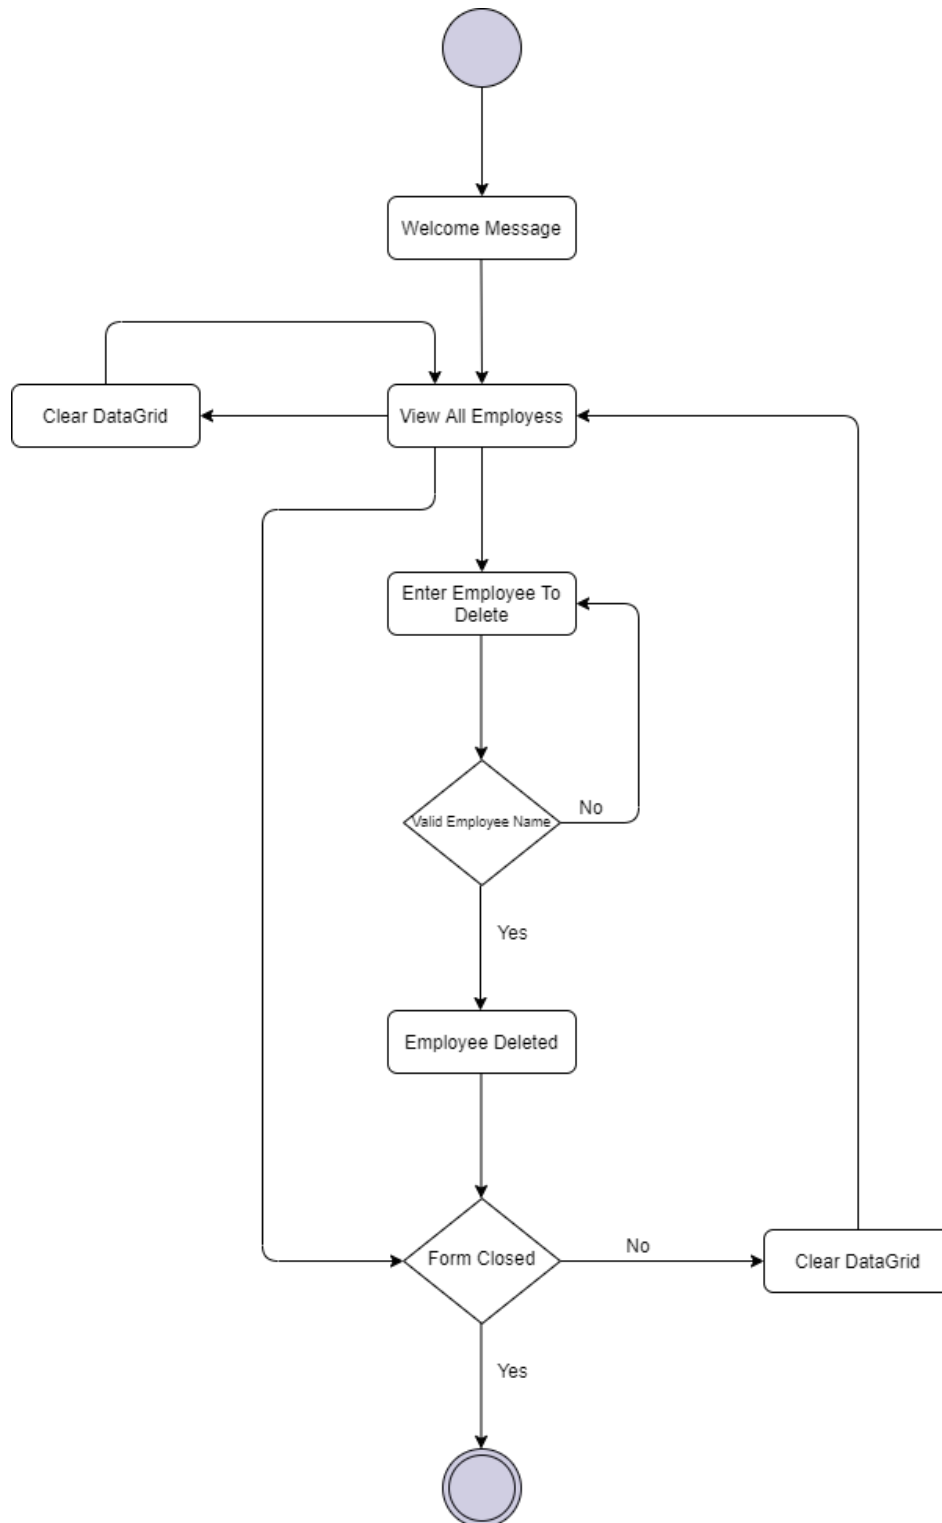 Welcome Message
Clear DataGrid
View All Employess
Enter Employee To
Delete
Valid Employee Name
No
Yes
Employee Deleted
Form Closed
No
Clear DataGrid
Yes